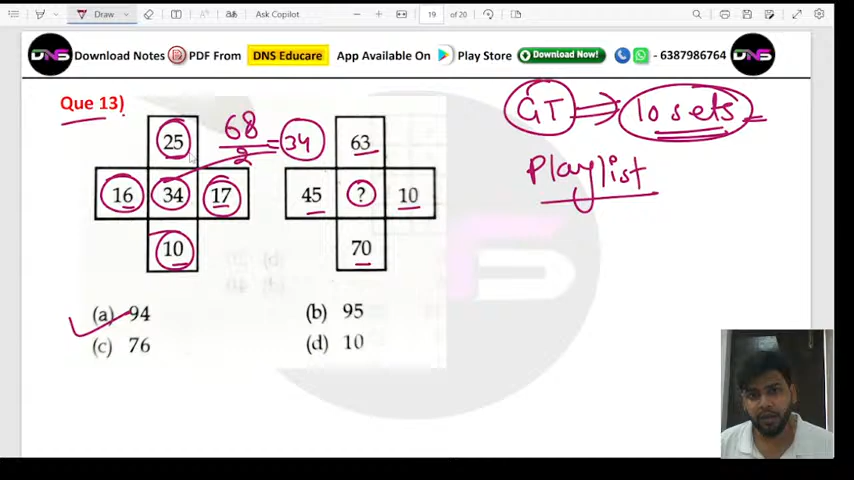 Draw
Ask Copilot
19 of 20
DNS Download Notes PDF From DNS Educare App Available On Play Store Download Now! - 6387986764 DNS
Que 13)
25 68/2 = 34 63
16 34 17 45 ? 10
10 70
(a) 94 (b) 95
(c) 76 (d) 10
GT ⇒ 10 sets
Playlist